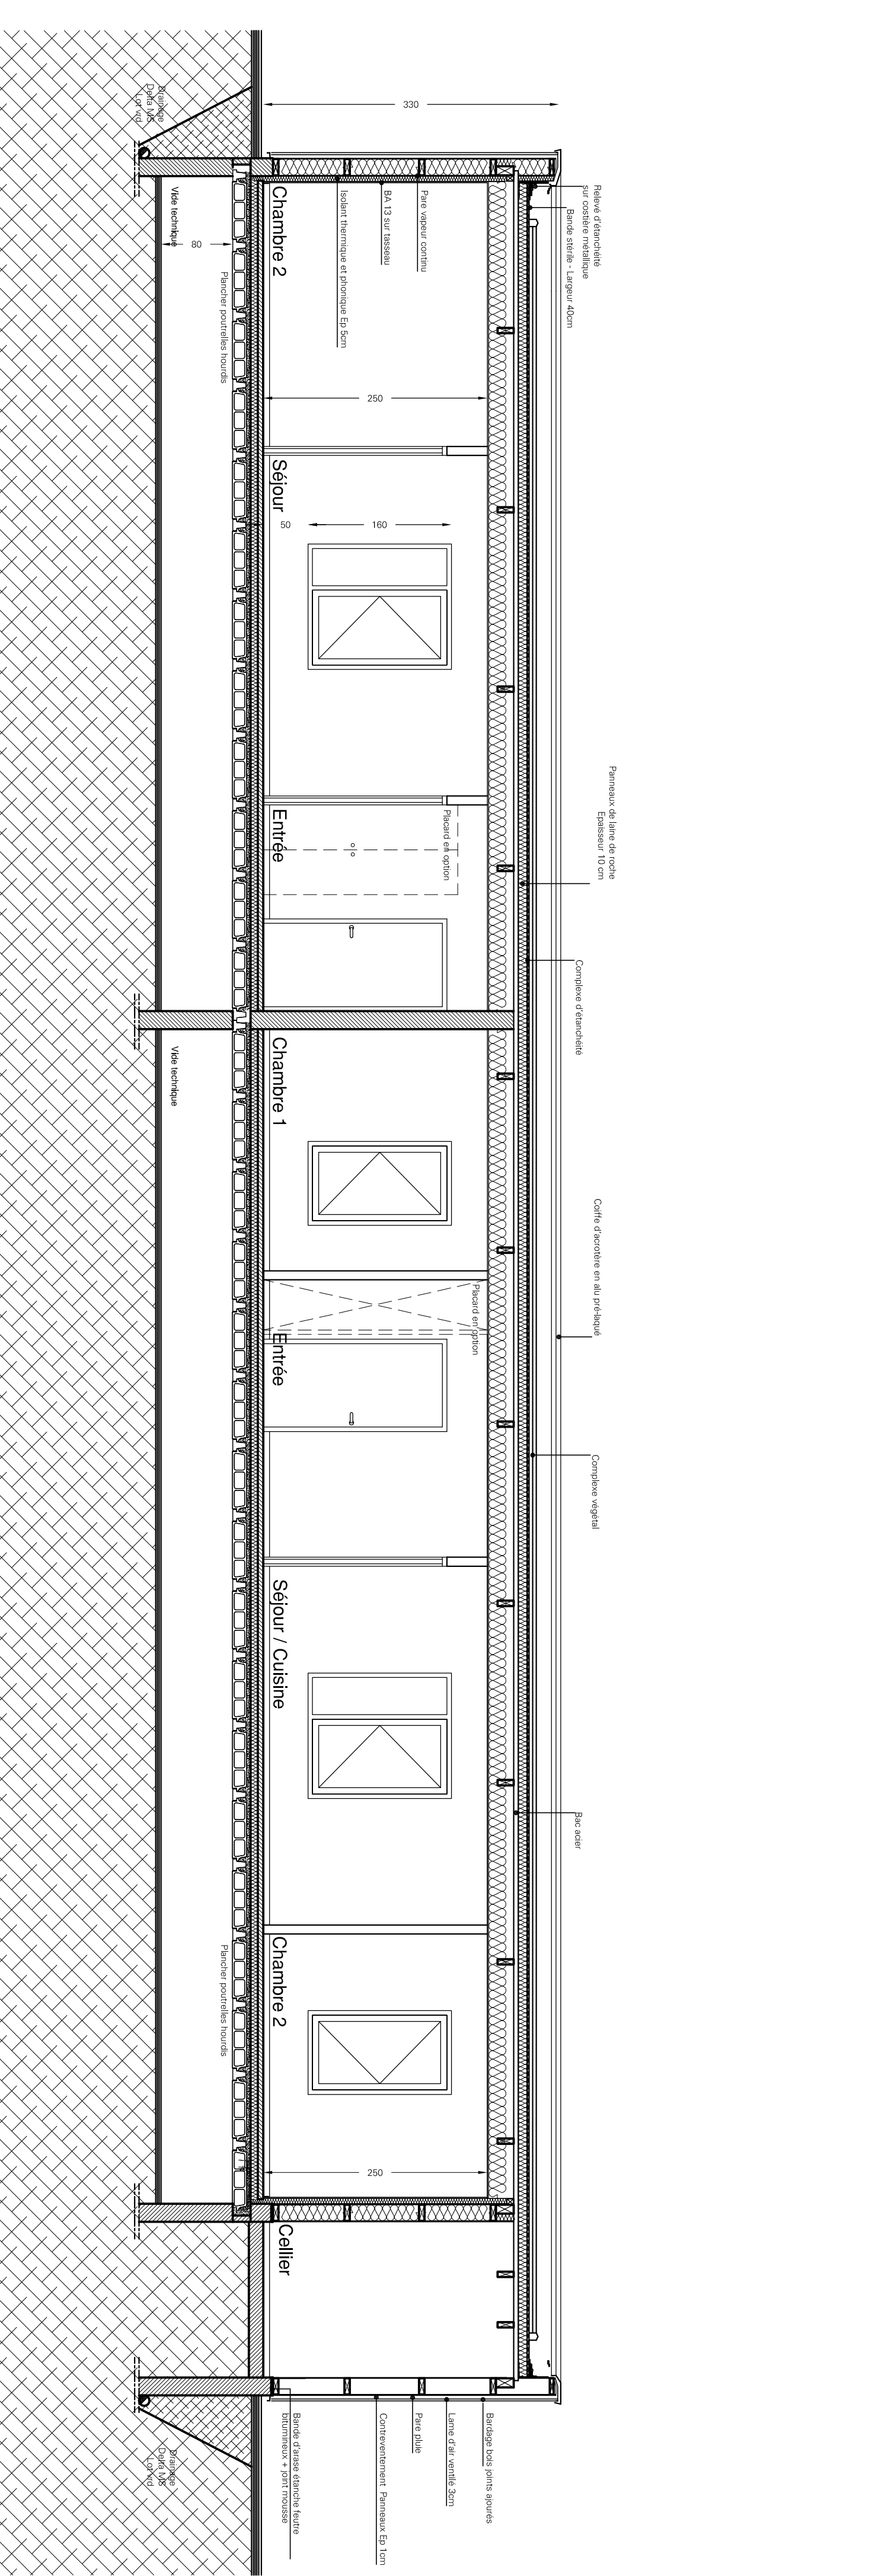 330
Drainage
Delta MS
Lot vrd
Relevé d'étanchéité
sur costière métallique
Bande stérile - Largeur 40cm
Pare vapeur continu
BA 13 sur tasseau
Isolant thermique et phonique Ep 5cm
Chambre 2
Vide technique
80
Plancher poutrelles hourdis
250
Séjour
50
160
Panneaux de laine de roche
Epaisseur 10 cm
Entrée
Placard en option
Complexe d'étanchéité
Chambre 1
Vide technique
Coiffe d'acrotère en alu pré-laqué
Placard en option
Entrée
Complexe végétal
Séjour / Cuisine
Bac acier
Chambre 2
Plancher poutrelles hourdis
250
Cellier
Bardage bois joints ajourés
Lame d'air ventilé 3cm
Pare pluie
Contreventement Panneaux Ep 1cm
Bande d'arase étanche feutre
bitumineux + joint mousse
Drainage
Delta MS
Lot vrd